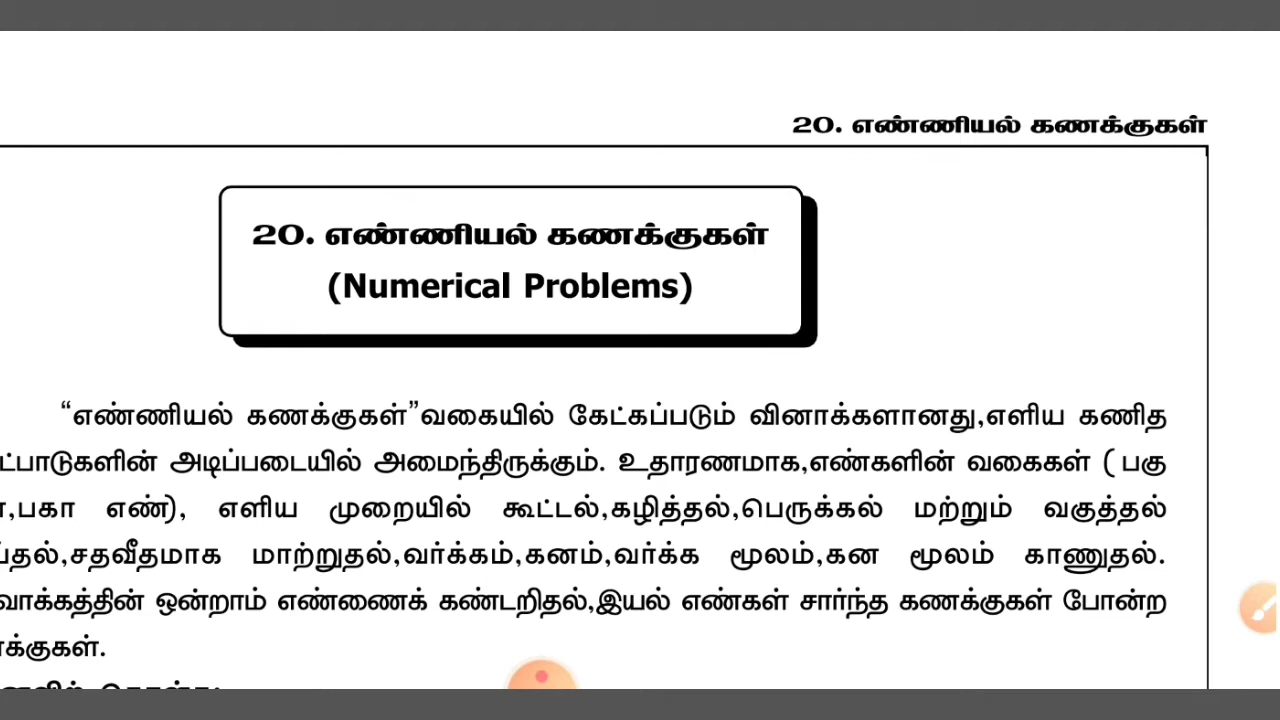 20. எண்ணியல் கணக்குகள்
20. எண்ணியல் கணக்குகள்
(Numerical Problems)
“எண்ணியல் கணக்குகள்”வகையில் கேட்கப்படும் வினாக்களானது,எளிய கணித
அடிப்படையில் அமைந்திருக்கும். உதாரணமாக,எண்களின் வகைகள் ( பகு
,பகா எண்), எளிய முறையில் கூட்டல்,கழித்தல்,பெருக்கல் மற்றும் வகுத்தல்
,சதவீதமாக மாற்றுதல்,வர்க்கம்,கனம்,வர்க்க மூலம்,கன மூலம் காணுதல்.
ஒன்றாம் எண்ணைக் கண்டறிதல்,இயல் எண்கள் சார்ந்த கணக்குகள் போன்ற